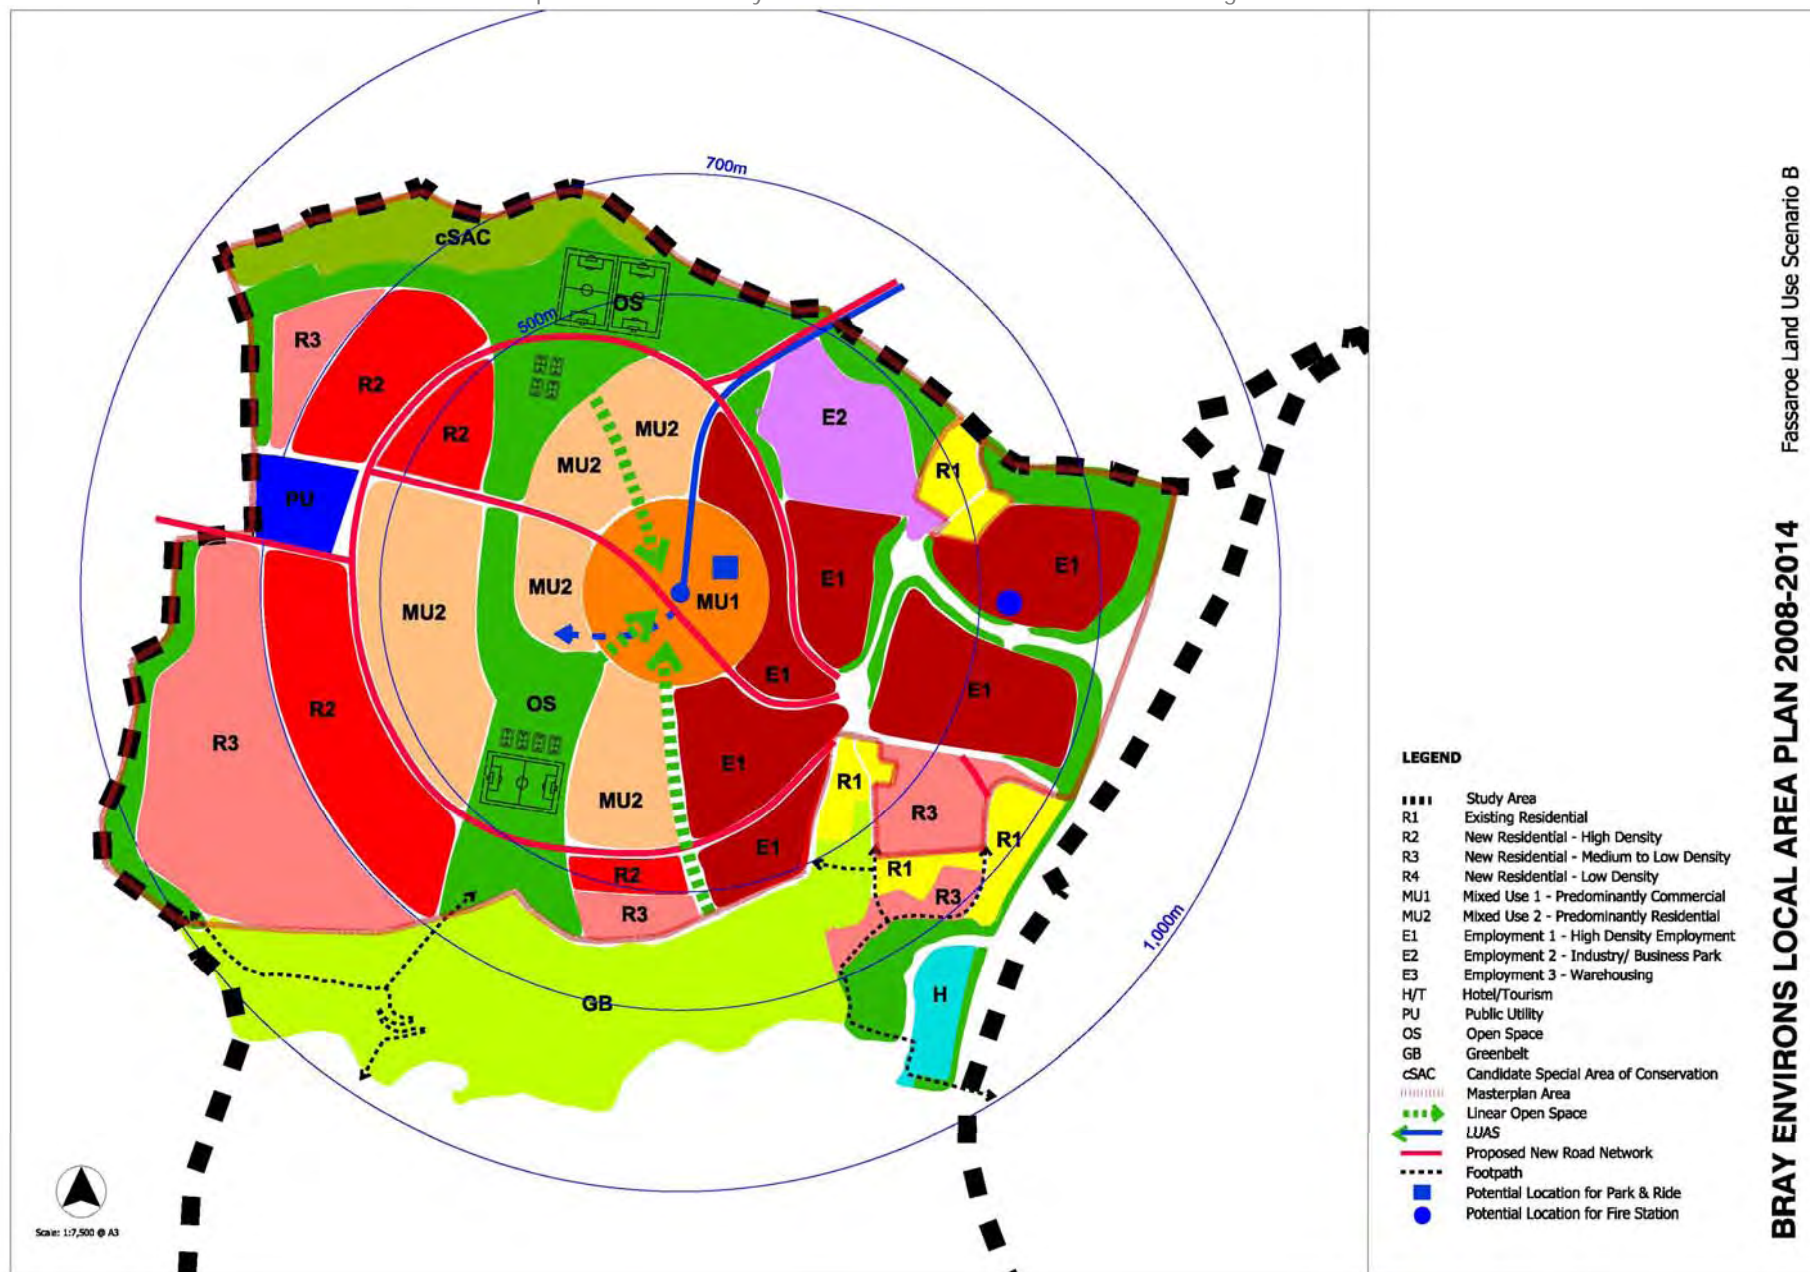 700m
cSAC
OS
500m
R3
R2
R2
MU2
MU2
E2
R1
PU
E1
E1
MU2
MU2
MU1
E1
E1
R2
OS
R3
E1
R1
MU2
R3
R1
E1
R1
R2
R3
R3
1,000m
H
GB
Scale: 1:7,500 @ A3
LEGEND
Study Area
R1 Existing Residential
R2 New Residential - High Density
R3 New Residential - Medium to Low Density
R4 New Residential - Low Density
MU1 Mixed Use 1 - Predominantly Commercial
MU2 Mixed Use 2 - Predominantly Residential
E1 Employment 1 - High Density Employment
E2 Employment 2 - Industry/ Business Park
E3 Employment 3 - Warehousing
H/T Hotel/Tourism
PU Public Utility
OS Open Space
GB Greenbelt
cSAC Candidate Special Area of Conservation
Masterplan Area
Linear Open Space
LUAS
Proposed New Road Network
Footpath
Potential Location for Park & Ride
Potential Location for Fire Station
Fassaroe Land Use Scenario B
BRAY ENVIRONS LOCAL AREA PLAN 2008-2014